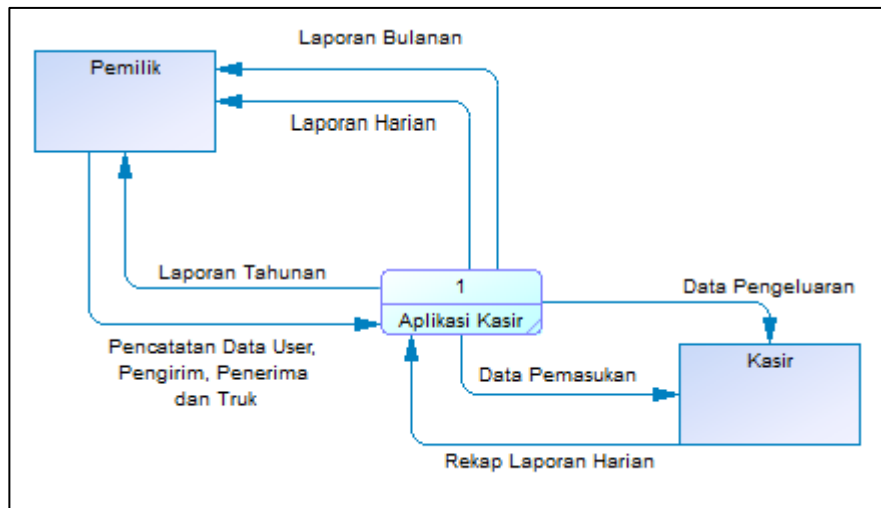 Laporan Bulanan
Pemilik
Laporan Harian
Laporan Tahunan
1
Aplikasi Kasir
Data Pengeluaran
Pencatatan Data User,
Pengirim, Penerima
dan Truk
Kasir
Data Pemasukan
Rekap Laporan Harian